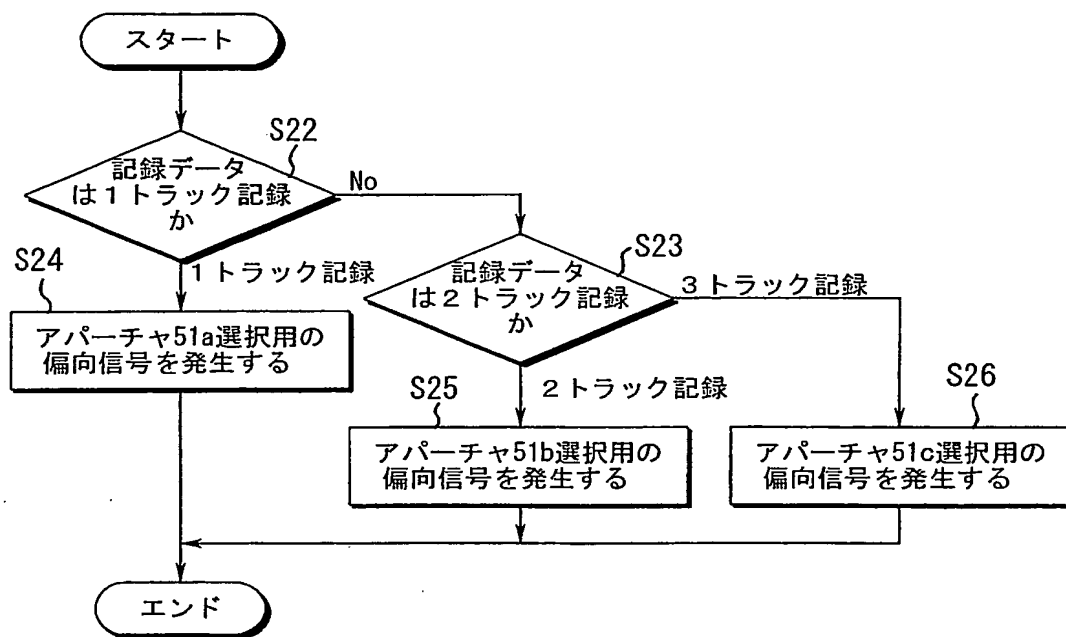 スタート
S22
記録データ
は1トラック記録
か
No
S23
記録データ
は2トラック記録
か
S24
1トラック記録
3トラック記録
アパーチャ51a選択用の
偏向信号を発生する
S25
2トラック記録
S26
アパーチャ51b選択用の
偏向信号を発生する
アパーチャ51c選択用の
偏向信号を発生する
エンド